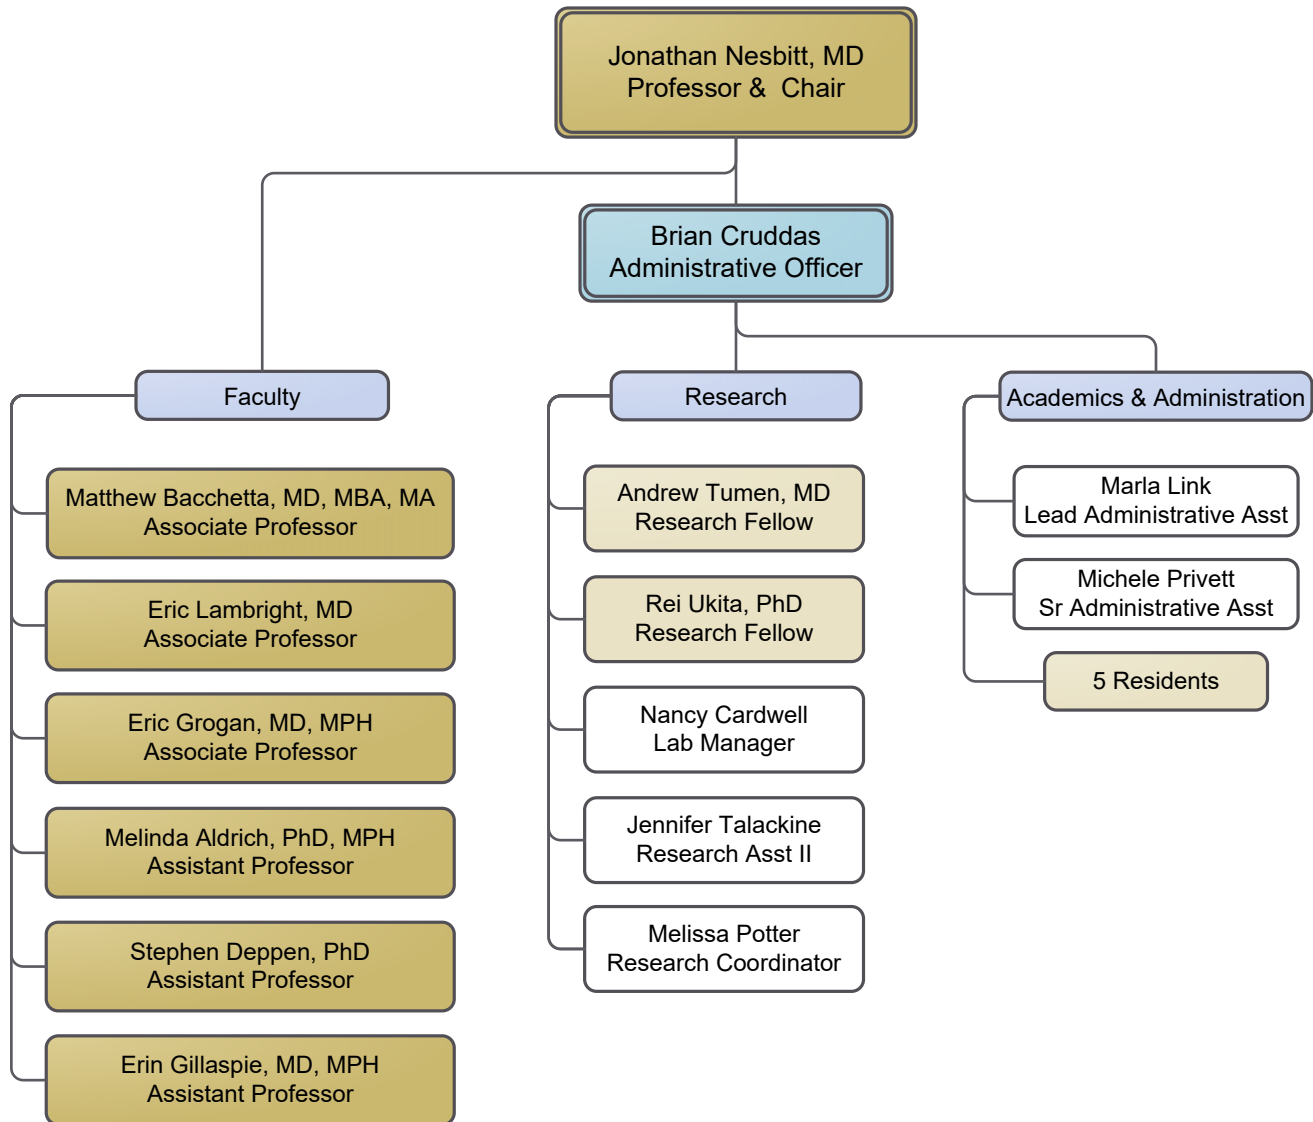 Jonathan Nesbitt, MD
Professor & Chair
Brian Cruddas
Administrative Officer
Faculty
Matthew Bacchetta, MD, MBA, MA
Associate Professor
Eric Lambright, MD
Associate Professor
Eric Grogan, MD, MPH
Associate Professor
Melinda Aldrich, PhD, MPH
Assistant Professor
Stephen Deppen, PhD
Assistant Professor
Erin Gillaspie, MD, MPH
Assistant Professor
Research
Andrew Tumen, MD
Research Fellow
Rei Ukita, PhD
Research Fellow
Nancy Cardwell
Lab Manager
Jennifer Talackine
Research Asst II
Melissa Potter
Research Coordinator
Academics & Administration
Marla Link
Lead Administrative Asst
Michele Privett
Sr Administrative Asst
5 Residents